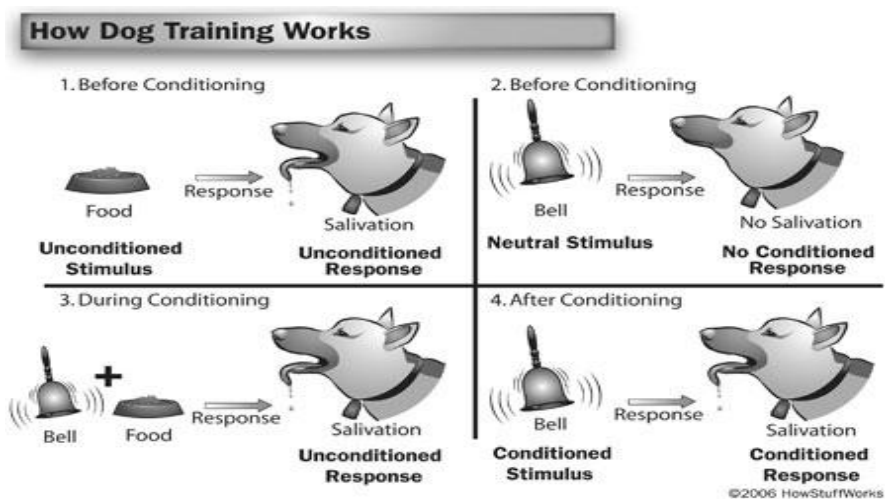 How Dog Training Works
1. Before Conditioning
Food
Response
Salivation
Unconditioned
Stimulus
Unconditioned
Response
2. Before Conditioning
Bell
Response
No Salivation
Neutral Stimulus
No Conditioned
Response
3. During Conditioning
+
Bell
Food
Response
Salivation
Unconditioned
Response
4. After Conditioning
Bell
Response
Salivation
Conditioned
Stimulus
Conditioned
Response
©2006 HowStuffWorks